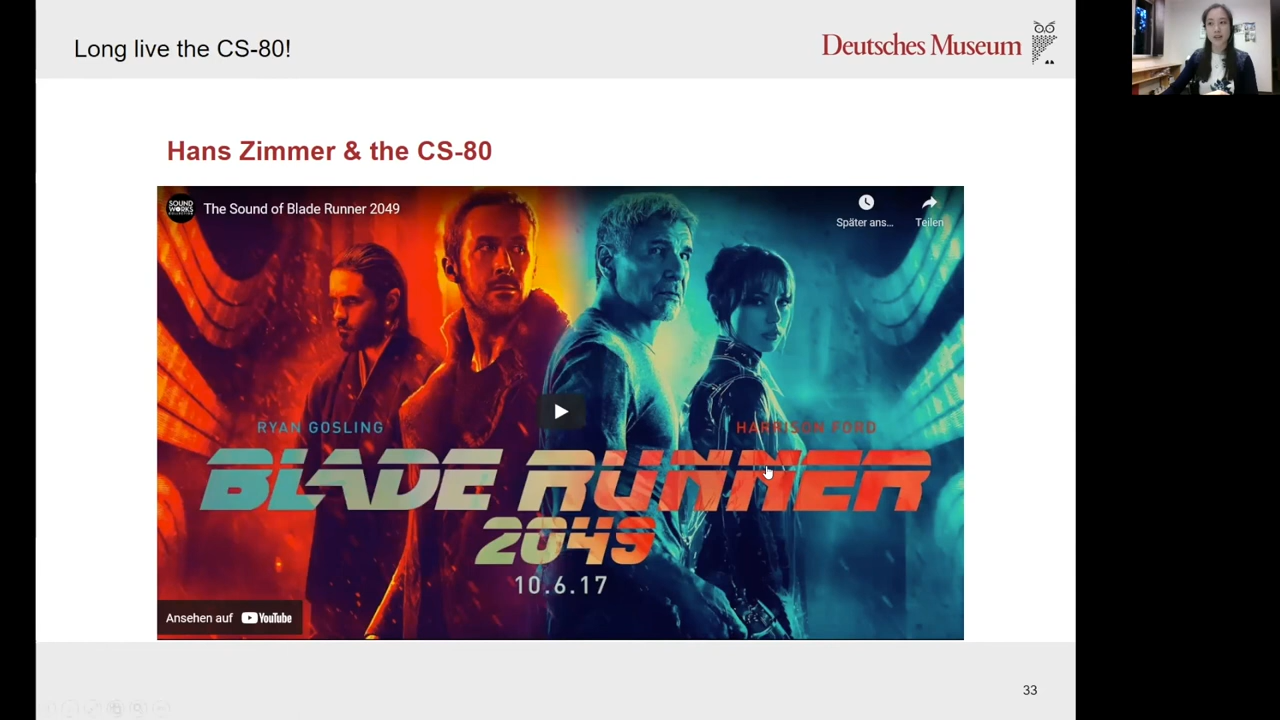 Long live the CS-80!
Deutsches Museum
Hans Zimmer & the CS-80
SOUND WORKS COLLECTION
The Sound of Blade Runner 2049
Später ans...
Teilen
RYAN GOSLING
HARRISON FORD
BLADE RUNNER
2049
10.6.17
Ansehen auf YouTube
33